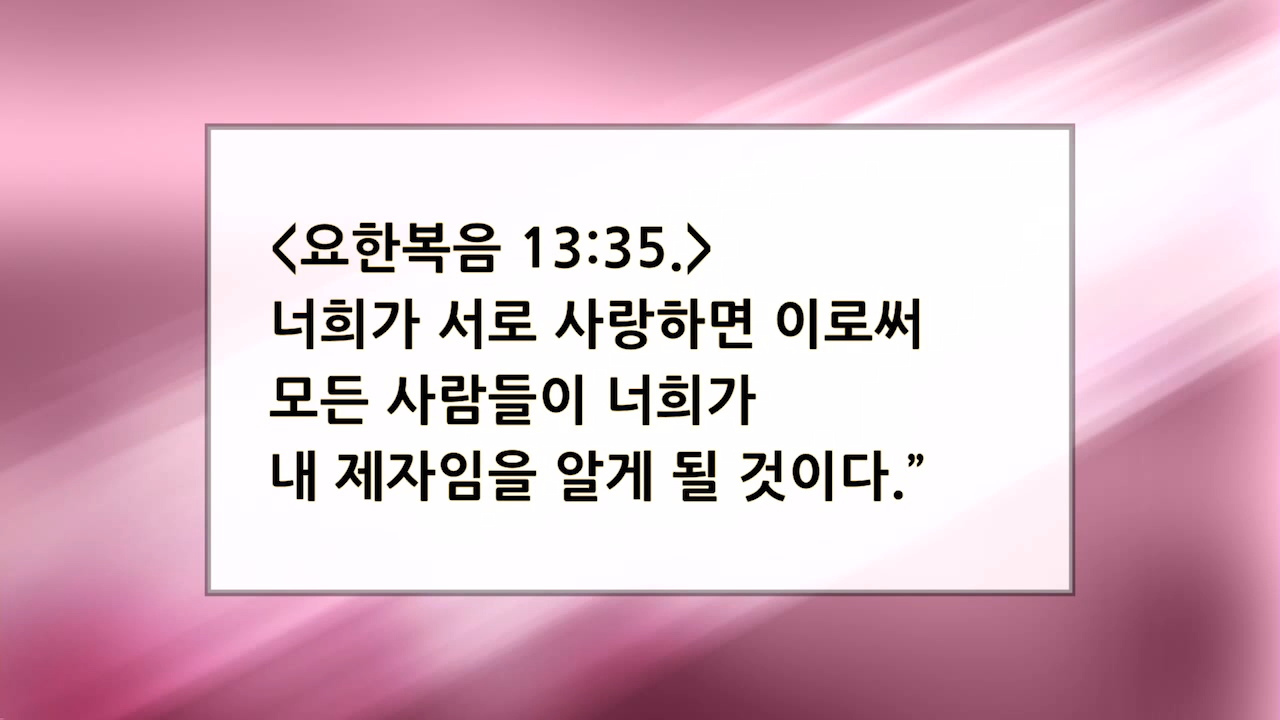 <요한복음 13:35.>
너희가 서로 사랑하면 이로써
모든 사람들이 너희가
내 제자임을 알게 될 것이다.”